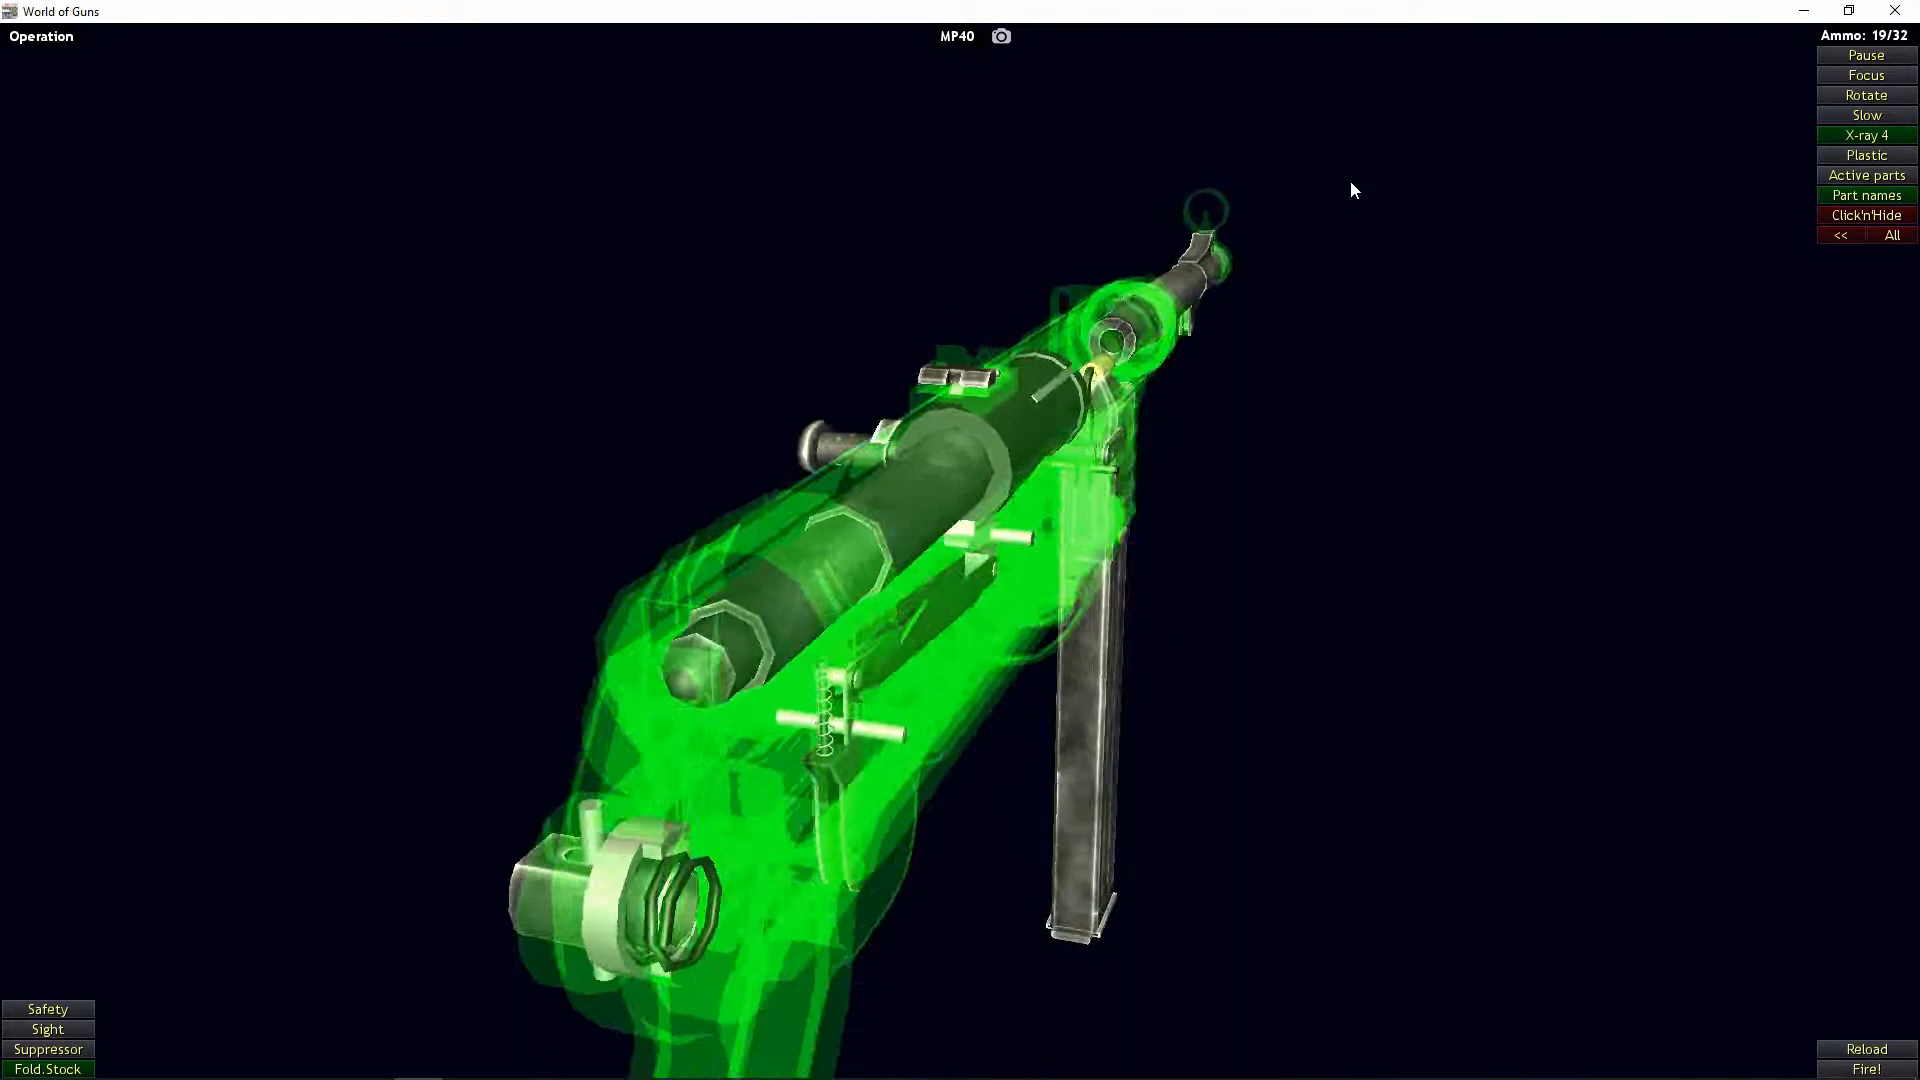 World of Guns
Operation
MP40
Ammo: 19/32
Pause
Focus
Rotate
Slow
X-ray 4
Plastic
Active parts
Part names
Click'n'Hide
<< All
Safety
Sight
Suppressor
Fold.Stock
Reload
Fire!